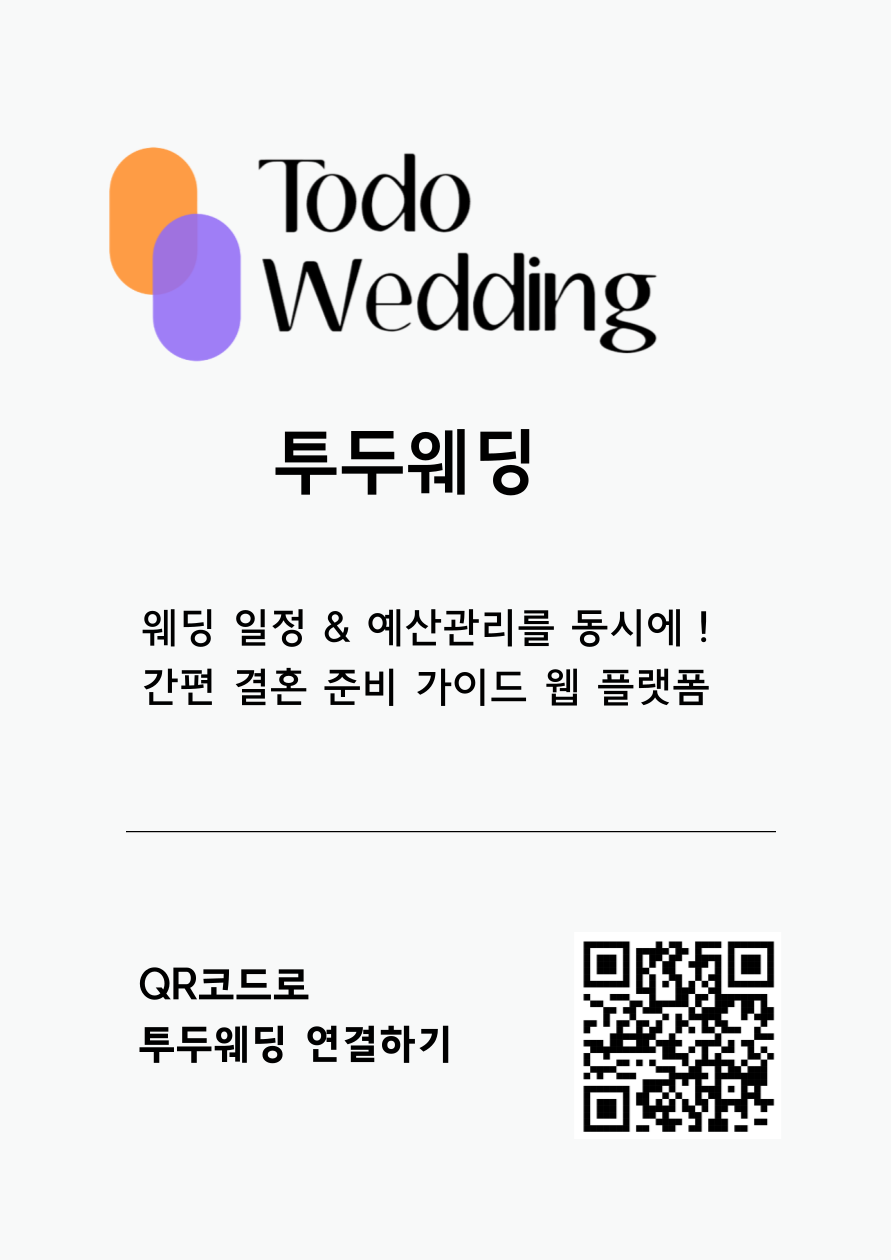 Todo
Wedding
투두웨딩
웨딩 일정 & 예산관리를 동시에 !
간편 결혼 준비 가이드 웹 플랫폼
QR코드로
투두웨딩 연결하기